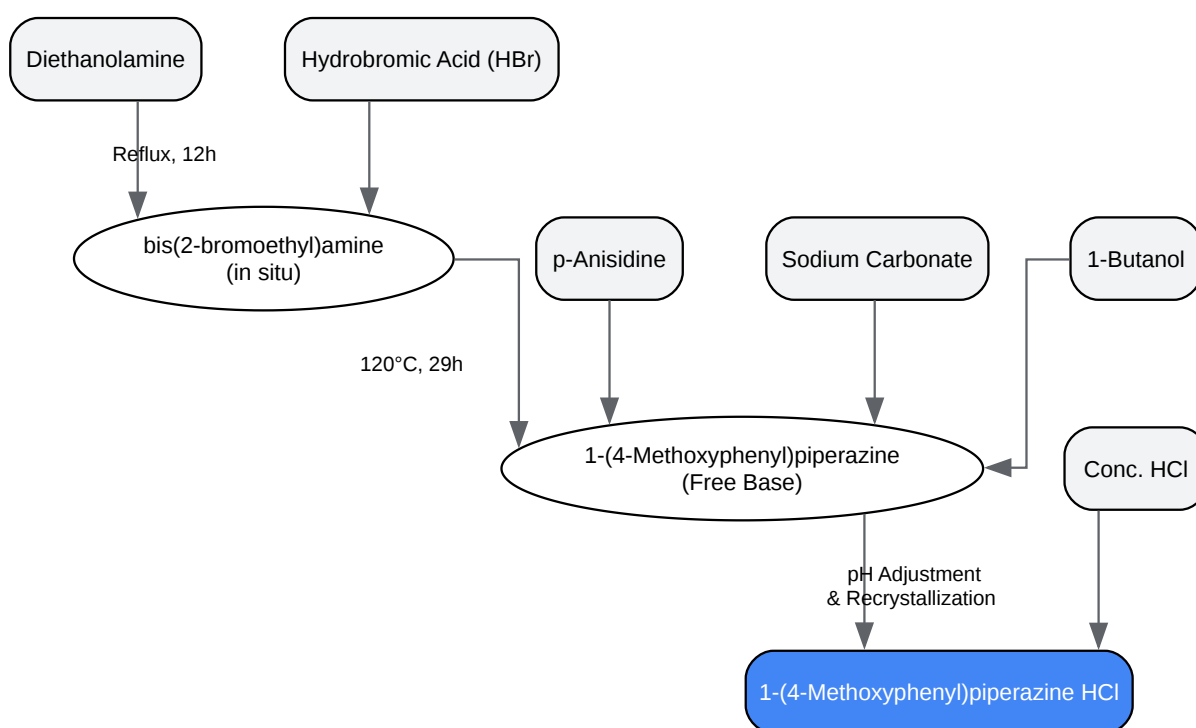 Diethanolamine
Hydrobromic Acid (HBr)
Reflux, 12h
bis(2-bromoethyl)amine
(in situ)
p-Anisidine
Sodium Carbonate
1-Butanol
120°C, 29h
1-(4-Methoxyphenyl)piperazine
(Free Base)
Conc. HCl
pH Adjustment
& Recrystallization
1-(4-Methoxyphenyl)piperazine HCl